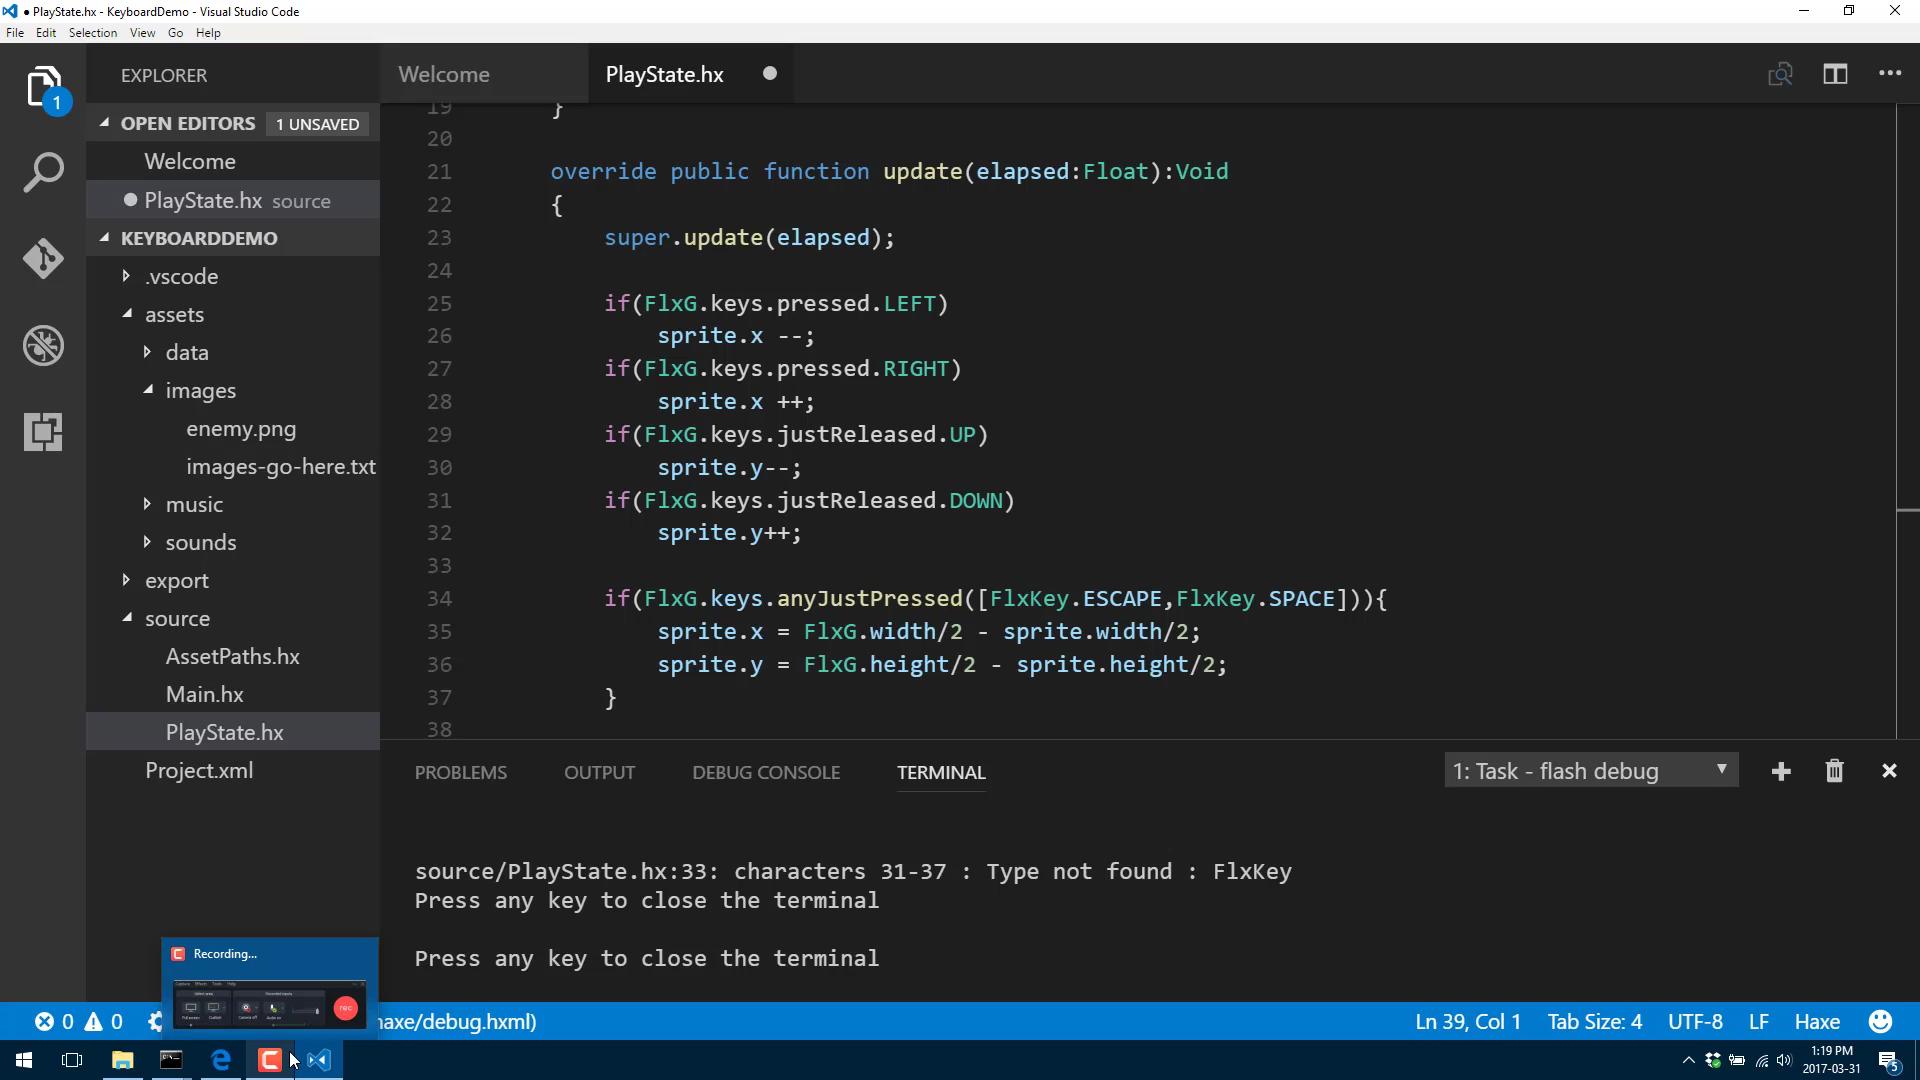 PlayState.hx - KeyboardDemo - Visual Studio Code
File Edit Selection View Go Help
1
EXPLORER
OPEN EDITORS 1 UNSAVED
Welcome
PlayState.hx source
KEYBOARDDEMO
.vscode
assets
data
images
enemy.png
images-go-here.txt
music
sounds
export
source
AssetPaths.hx
Main.hx
PlayState.hx
Project.xml
Welcome PlayState.hx
19 }
20
21 override public function update(elapsed:Float):Void
22 {
23 super.update(elapsed);
24
25 if(FlxG.keys.pressed.LEFT)
26 sprite.x --;
27 if(FlxG.keys.pressed.RIGHT)
28 sprite.x ++;
29 if(FlxG.keys.justReleased.UP)
30 sprite.y--;
31 if(FlxG.keys.justReleased.DOWN)
32 sprite.y++;
33
34 if(FlxG.keys.anyJustPressed([FlxKey.ESCAPE,FlxKey.SPACE])){
35 sprite.x = FlxG.width/2 - sprite.width/2;
36 sprite.y = FlxG.height/2 - sprite.height/2;
37 }
38
PROBLEMS OUTPUT DEBUG CONSOLE TERMINAL 1: Task - flash debug
source/PlayState.hx:33: characters 31-37 : Type not found : FlxKey
Press any key to close the terminal
Press any key to close the terminal
Recording...
rec
0 0 haxe/debug.hxml) Ln 39, Col 1 Tab Size: 4 UTF-8 LF Haxe
1:19 PM
2017-03-31
5